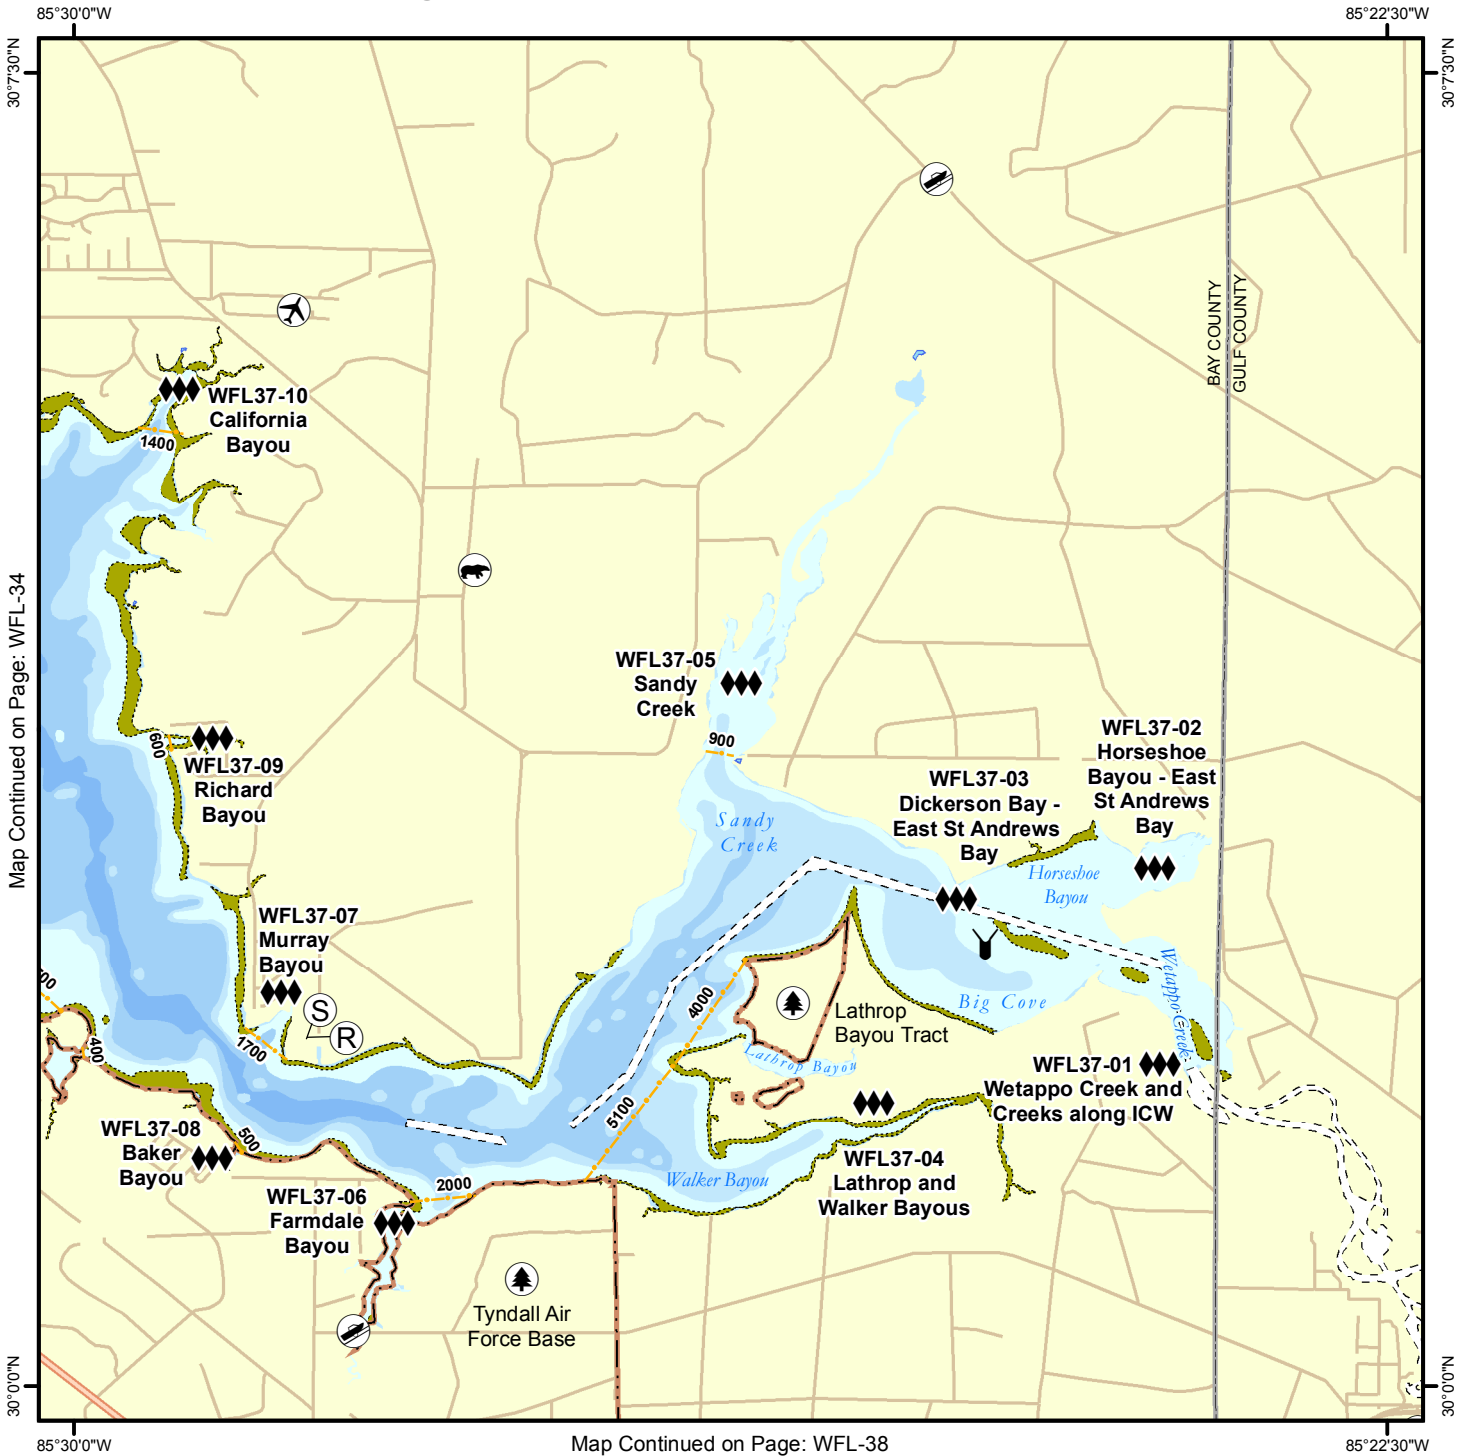 85°30'0"W
85°22'30"W
30°7'30"N
30°7'30"N
BAY COUNTY
GULF COUNTY
WFL37-10
California
Bayou
1400
Map Continued on Page: WFL-34
WFL37-05
Sandy
Creek
900
600
WFL37-09
Richard
Bayou
WFL37-02
Horseshoe
Bayou - East
St Andrews
Bay
WFL37-03
Dickerson Bay -
East St Andrews
Bay
Sandy
Creek
Horseshoe
Bayou
WFL37-07
Murray
Bayou
S
R
1700
400
4000
Lathrop
Bayou Tract
Big Cove
Wetappo Creek
Lathrop Bayou
WFL37-01
Wetappo Creek and
Creeks along ICW
5100
WFL37-08
Baker
Bayou
500
WFL37-04
Lathrop and
Walker Bayous
Walker Bayou
2000
WFL37-06
Farmdale
Bayou
Tyndall Air
Force Base
30°0'0"N
30°0'0"N
85°30'0"W
Map Continued on Page: WFL-38
85°22'30"W